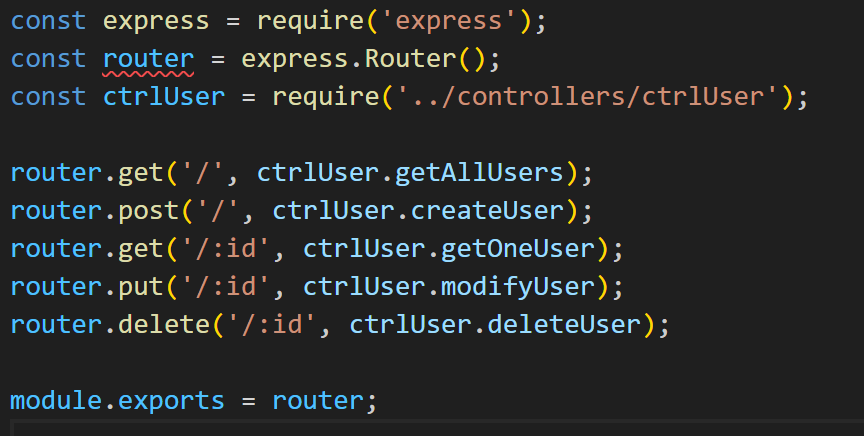 const express = require('express');
const router = express.Router();
const ctrlUser = require('../controllers/ctrlUser');

router.get('/', ctrlUser.getAllUsers);
router.post('/', ctrlUser.createUser);
router.get('/:id', ctrlUser.getOneUser);
router.put('/:id', ctrlUser.modifyUser);
router.delete('/:id', ctrlUser.deleteUser);

module.exports = router;